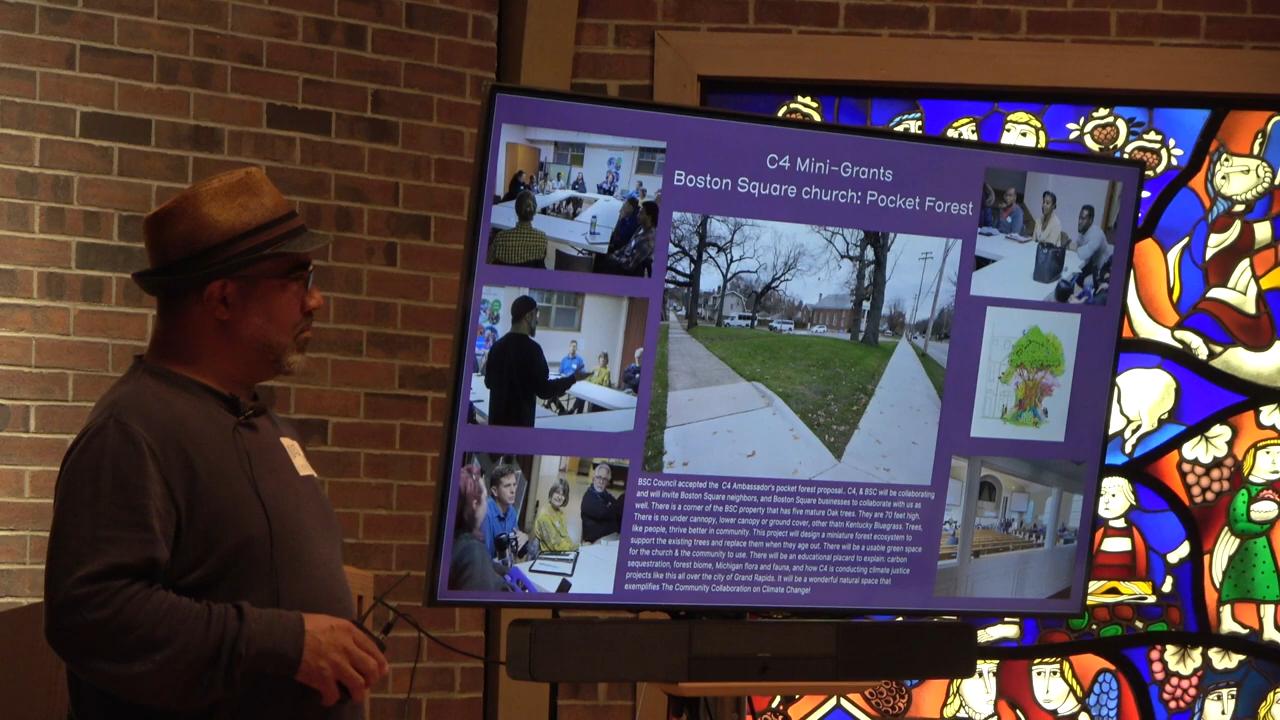 C4 Mini-Grants
Boston Square church: Pocket Forest
BSC Council accepted the C4 Ambassador's pocket forest proposal.. C4, & BSC will be collaborating
and will invite Boston Square neighbors, and Boston Square businesses to collaborate with us as
well. There is a corner of the BSC property that has five mature Oak trees. They are 70 feet high.
There is no under cannopy, lower canopy or ground cover, other thatn Kentucky Bluegrass. Trees,
like people, thrive better in community. This project will design a miniature forest ecosystem to
support the existing trees and replace them when they age out. There will be a usable green space
for the church & the community to use. There will be an educational placard to explain: carbon
sequestration, forest biome, Michigan flora and fauna, and how C4 is conducting climate justice
projects like this all over the city of Grand Rapids. It will be a wonderful natural space that
exemplifies The Community Collaboration on Climate Change!